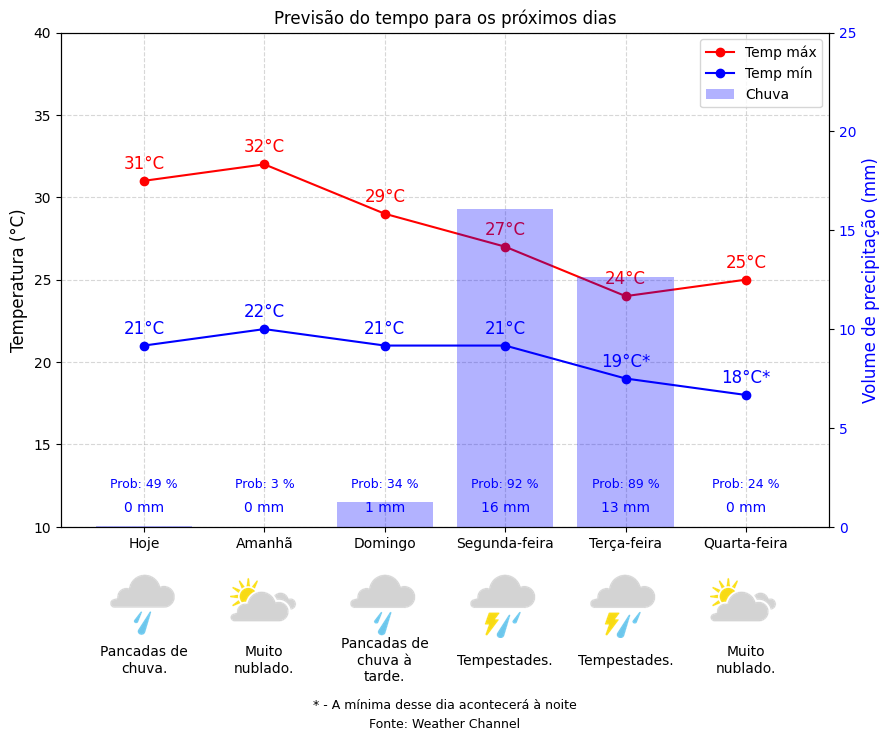 Previsão do tempo para os próximos dias
40
35
30
25
20
15
10
Temperatura (°C)
25
20
15
10
5
0
Volume de precipitação (mm)
Temp máx
Temp mín
Chuva
31°C
32°C
29°C
27°C
24°C
25°C
21°C
22°C
21°C
21°C
19°C*
18°C*
Prob: 49 %
Prob: 3 %
Prob: 34 %
Prob: 92 %
Prob: 89 %
Prob: 24 %
0 mm
0 mm
1 mm
16 mm
13 mm
0 mm
Hoje
Amanhã
Domingo
Segunda-feira
Terça-feira
Quarta-feira
Pancadas de
chuva.
Muito
nublado.
Pancadas de
chuva à
tarde.
Tempestades.
Tempestades.
Muito
nublado.
* - A mínima desse dia acontecerá à noite
Fonte: Weather Channel